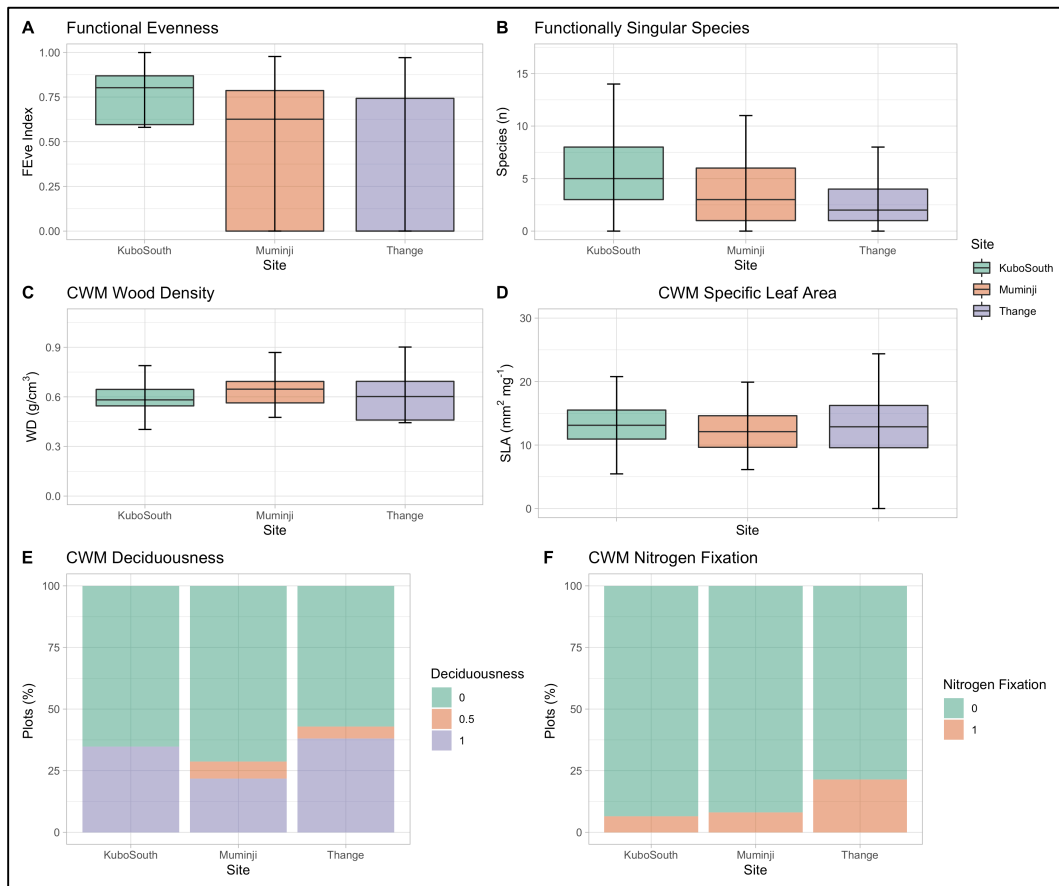 A Functional Evenness
1.00
0.75
0.50
0.25
0.00
FEve Index
KuboSouth Muminji Thange
Site
B Functionally Singular Species
15
10
5
0
Species (n)
KuboSouth Muminji Thange
Site
Site
KuboSouth
Muminji
Thange
C CWM Wood Density
0.9
0.6
0.3
0.0
WD (g/cm³)
KuboSouth Muminji Thange
Site
D CWM Specific Leaf Area
30
20
10
0
SLA (mm² mg⁻¹)
Site
E CWM Deciduousness
100
75
50
25
0
Plots (%)
KuboSouth Muminji Thange
Site
Deciduousness
0
0.5
1
F CWM Nitrogen Fixation
100
75
50
25
0
Plots (%)
KuboSouth Muminji Thange
Site
Nitrogen Fixation
0
1